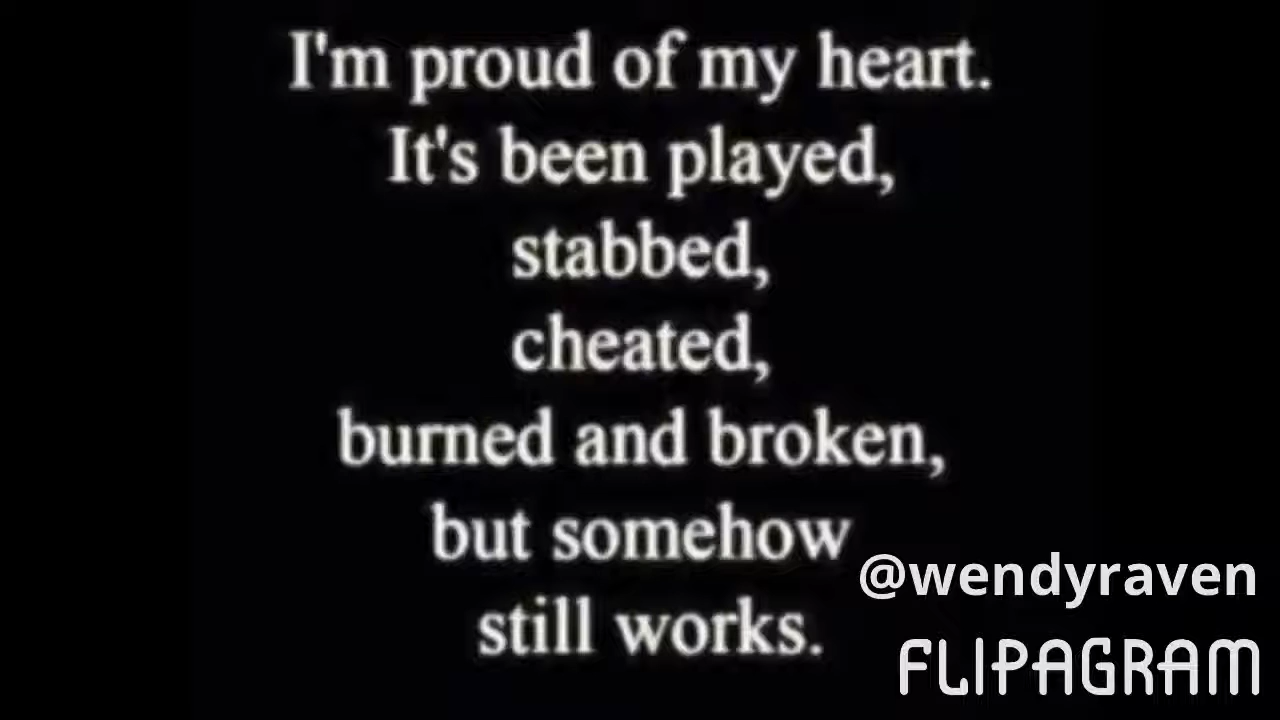 I'm proud of my heart.
It's been played,
stabbed,
cheated,
burned and broken,
but somehow
still works.
@wendyraven
FLIPAGRAM